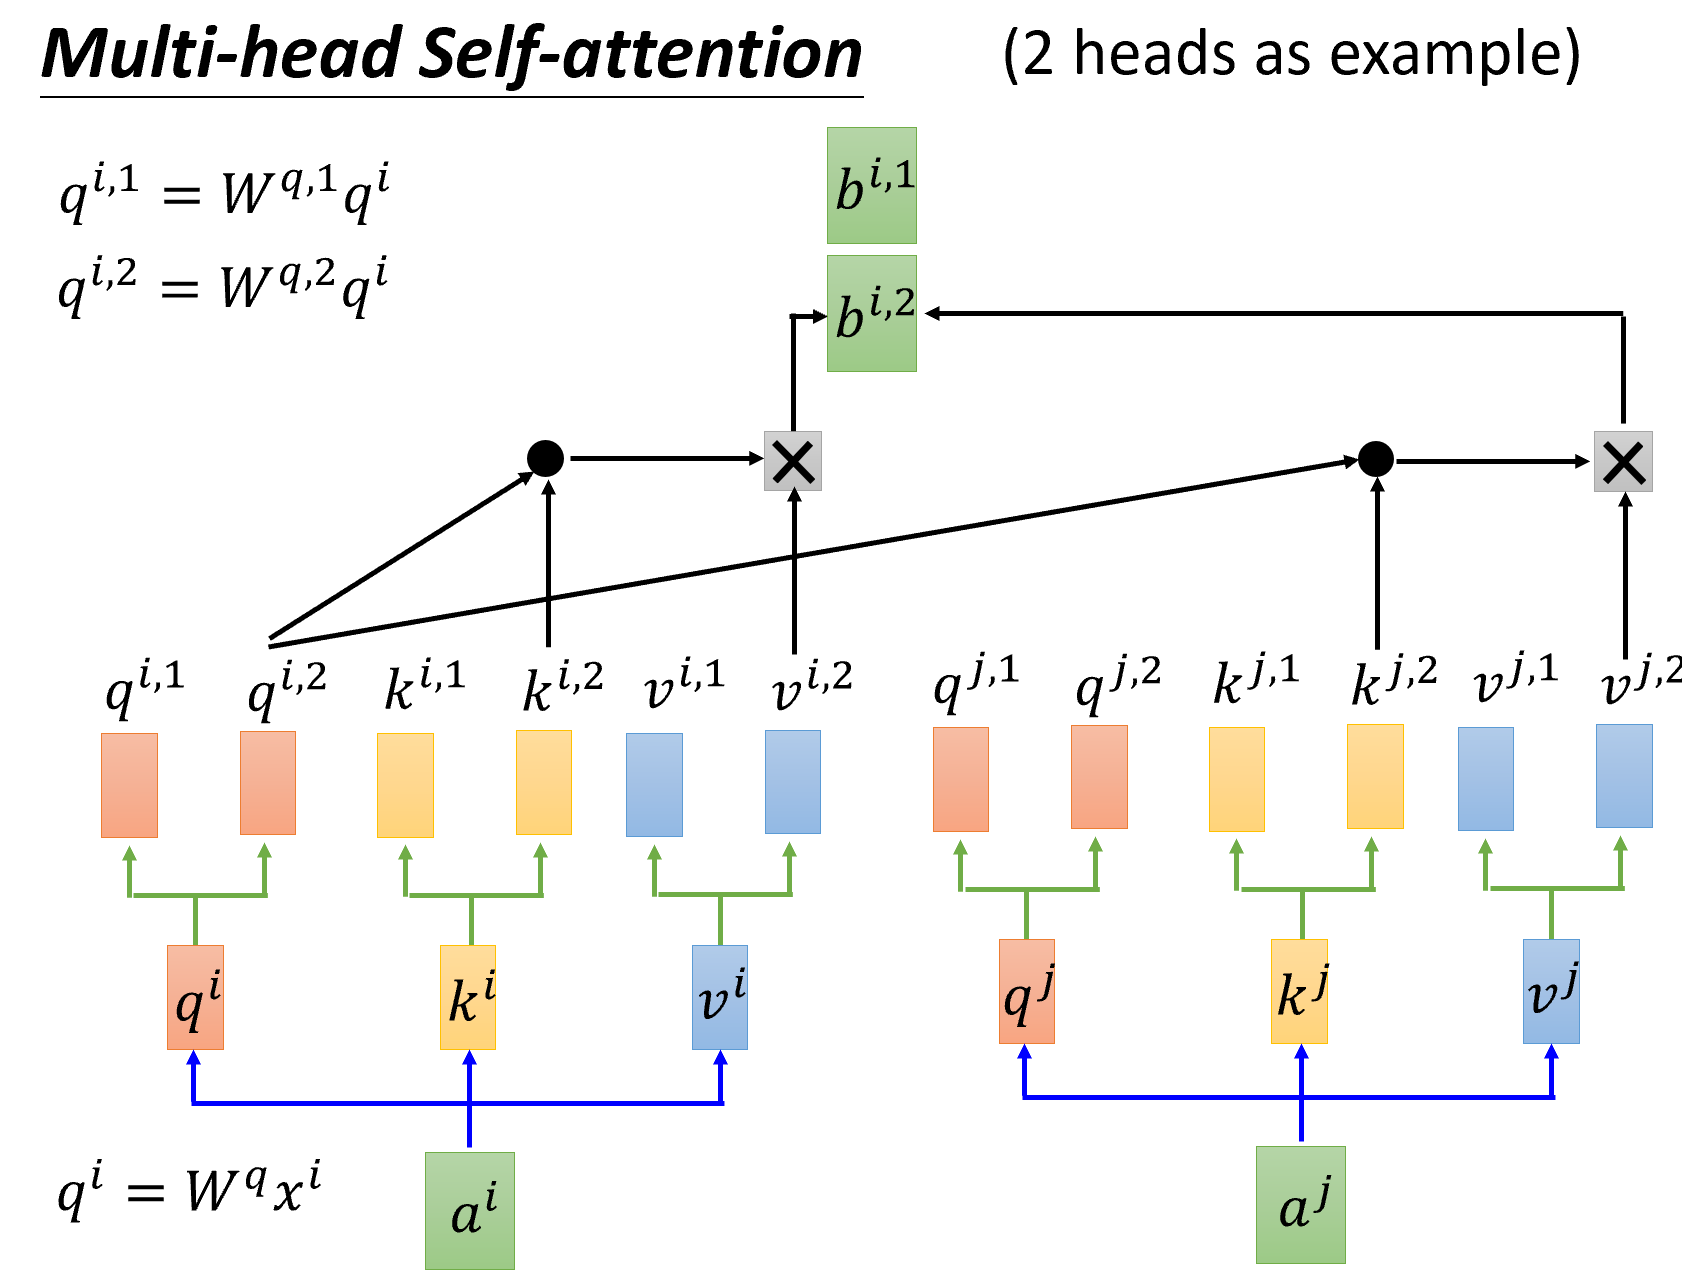 Multi-head Self-attention (2 heads as example)
q^{i,1} = W^{q,1}q^{i}
q^{i,2} = W^{q,2}q^{i}
b^{i,1}
b^{i,2}
q^{i,1} q^{i,2} k^{i,1} k^{i,2} v^{i,1} v^{i,2} q^{j,1} q^{j,2} k^{j,1} k^{j,2} v^{j,1} v^{j,2}
q^{i} k^{i} v^{i} q^{j} k^{j} v^{j}
q^{i} = W^{q}x^{i} a^{i} a^{j}